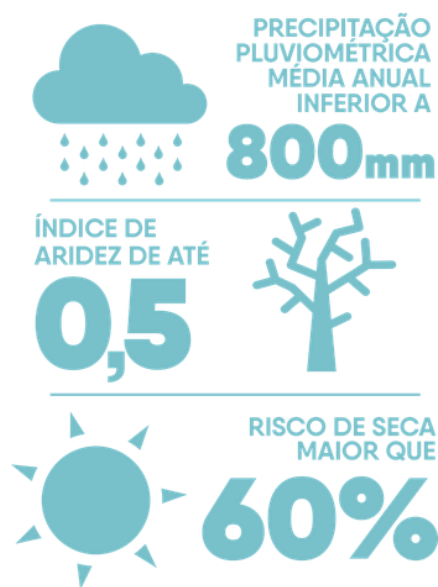 PRECIPITAÇÃO
PLUVIOMÉTRICA
MÉDIA ANUAL
INFERIOR A
800mm
ÍNDICE DE
ARIDEZ DE ATÉ
0,5
RISCO DE SECA
MAIOR QUE
60%